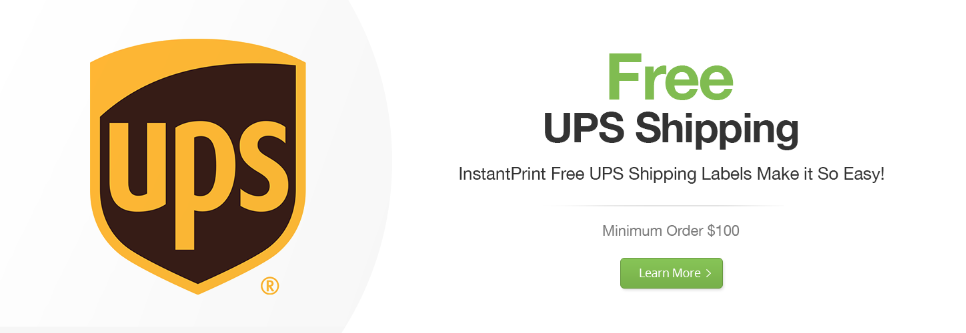 ups
®
Free
UPS Shipping
InstantPrint Free UPS Shipping Labels Make it So Easy!
Minimum Order $100
Learn More >